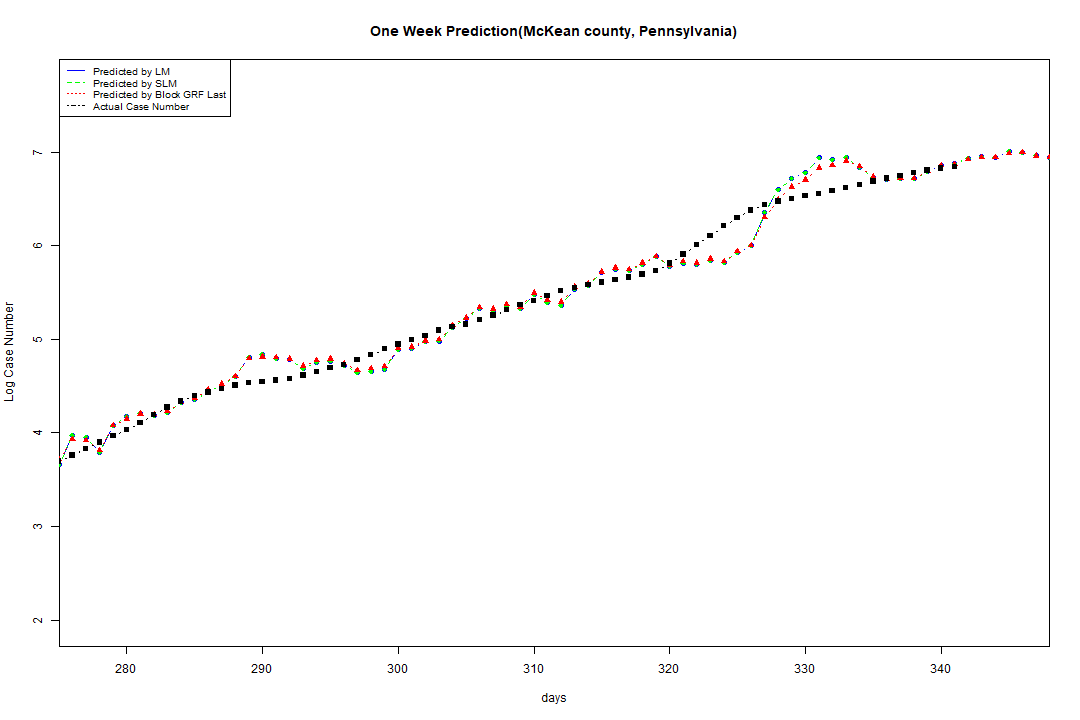 One Week Prediction(McKean county, Pennsylvania)
Predicted by LM
Predicted by SLM
Predicted by Block GRF Last
Actual Case Number
7
6
5
4
3
2
Log Case Number
280 290 300 310 320 330 340
days